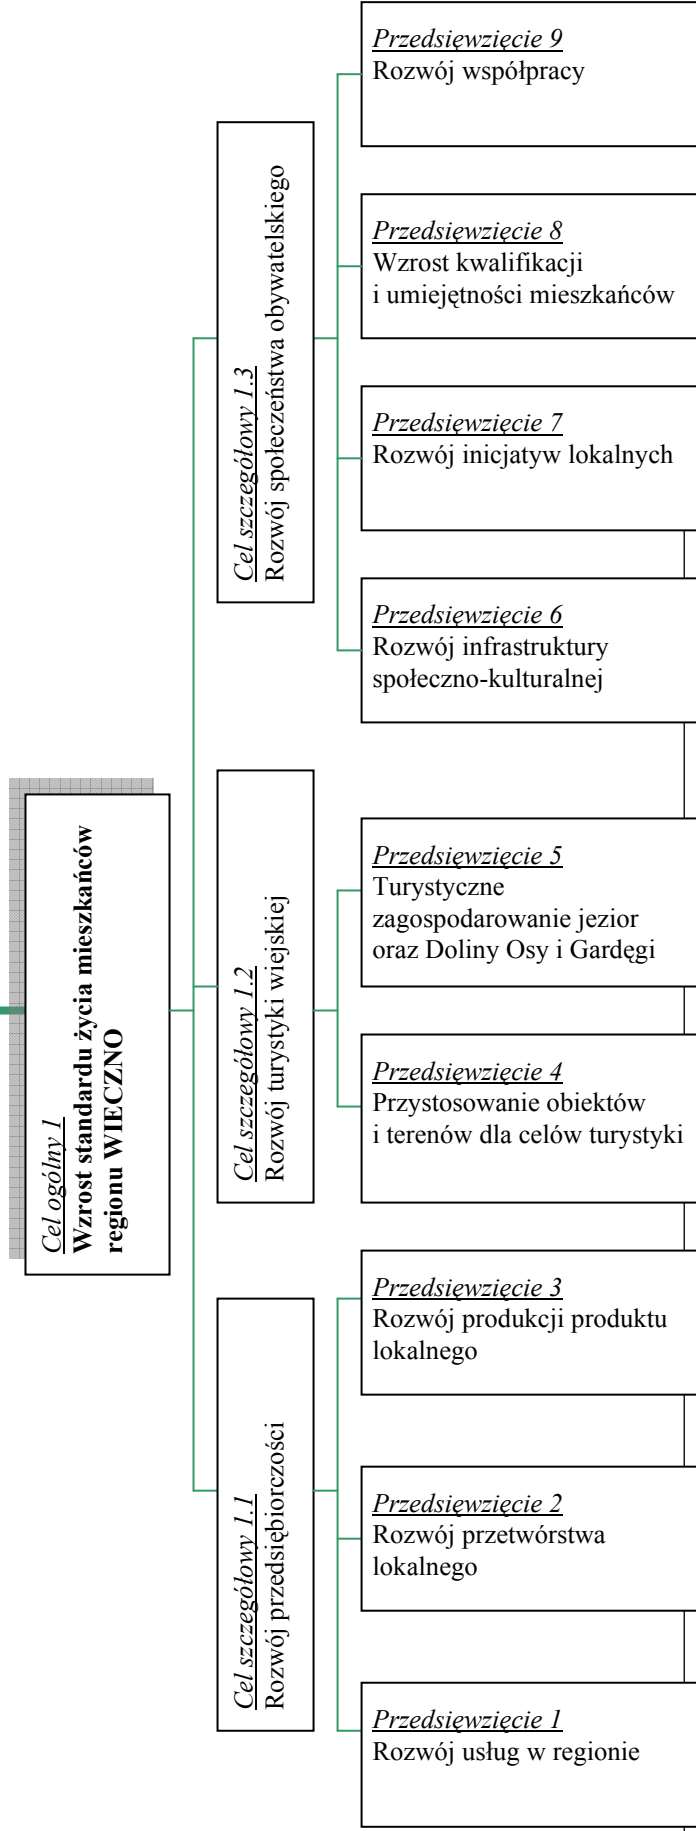 Cel ogólny 1
Wzrost standardu życia mieszkańców
regionu WIECZNO
Cel szczegółowy 1.1
Rozwój przedsiębiorczości
Cel szczegółowy 1.2
Rozwój turystyki wiejskiej
Cel szczegółowy 1.3
Rozwój społeczeństwa obywatelskiego
Przedsięwzięcie 9
Rozwój współpracy
Przedsięwzięcie 8
Wzrost kwalifikacji
i umiejętności mieszkańców
Przedsięwzięcie 7
Rozwój inicjatyw lokalnych
Przedsięwzięcie 6
Rozwój infrastruktury
społeczno-kulturalnej
Przedsięwzięcie 5
Turystyczne
zagospodarowanie jezior
oraz Doliny Osy i Gardęgi
Przedsięwzięcie 4
Przystosowanie obiektów
i terenów dla celów turystyki
Przedsięwzięcie 3
Rozwój produkcji produktu
lokalnego
Przedsięwzięcie 2
Rozwój przetwórstwa
lokalnego
Przedsięwzięcie 1
Rozwój usług w regionie